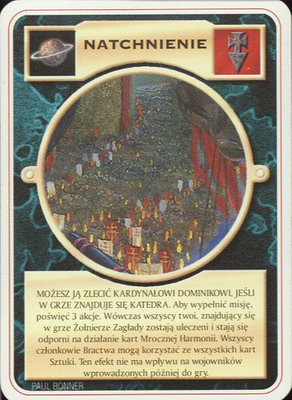 NATCHNIENIE
MOŻESZ JĄ ZLECIĆ KARDYNAŁOWI DOMINIKOWI, JEŚLI
W GRZE ZNAJDUJE SIĘ KATEDRA. Aby wypełnić misję,
poświęć 3 akcje. Wówczas wszyscy twoi, znajdujący się
w grze Żołnierze Zagłady zostają uleczeni i stają się
odporni na działanie kart Mrocznej Harmonii. Wszyscy
członkowie Bractwa mogą korzystać ze wszystkich kart
Sztuki. Ten efekt nie ma wpływu na wojowników
wprowadzonych później do gry.
PAUL BONNER